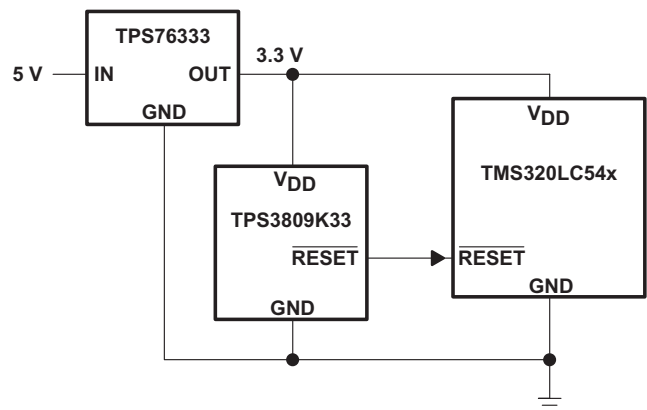 TPS76333
3.3 V
5 V IN OUT
GND
VDD
TMS320LC54x
VDD
TPS3809K33
RESET RESET
GND
GND